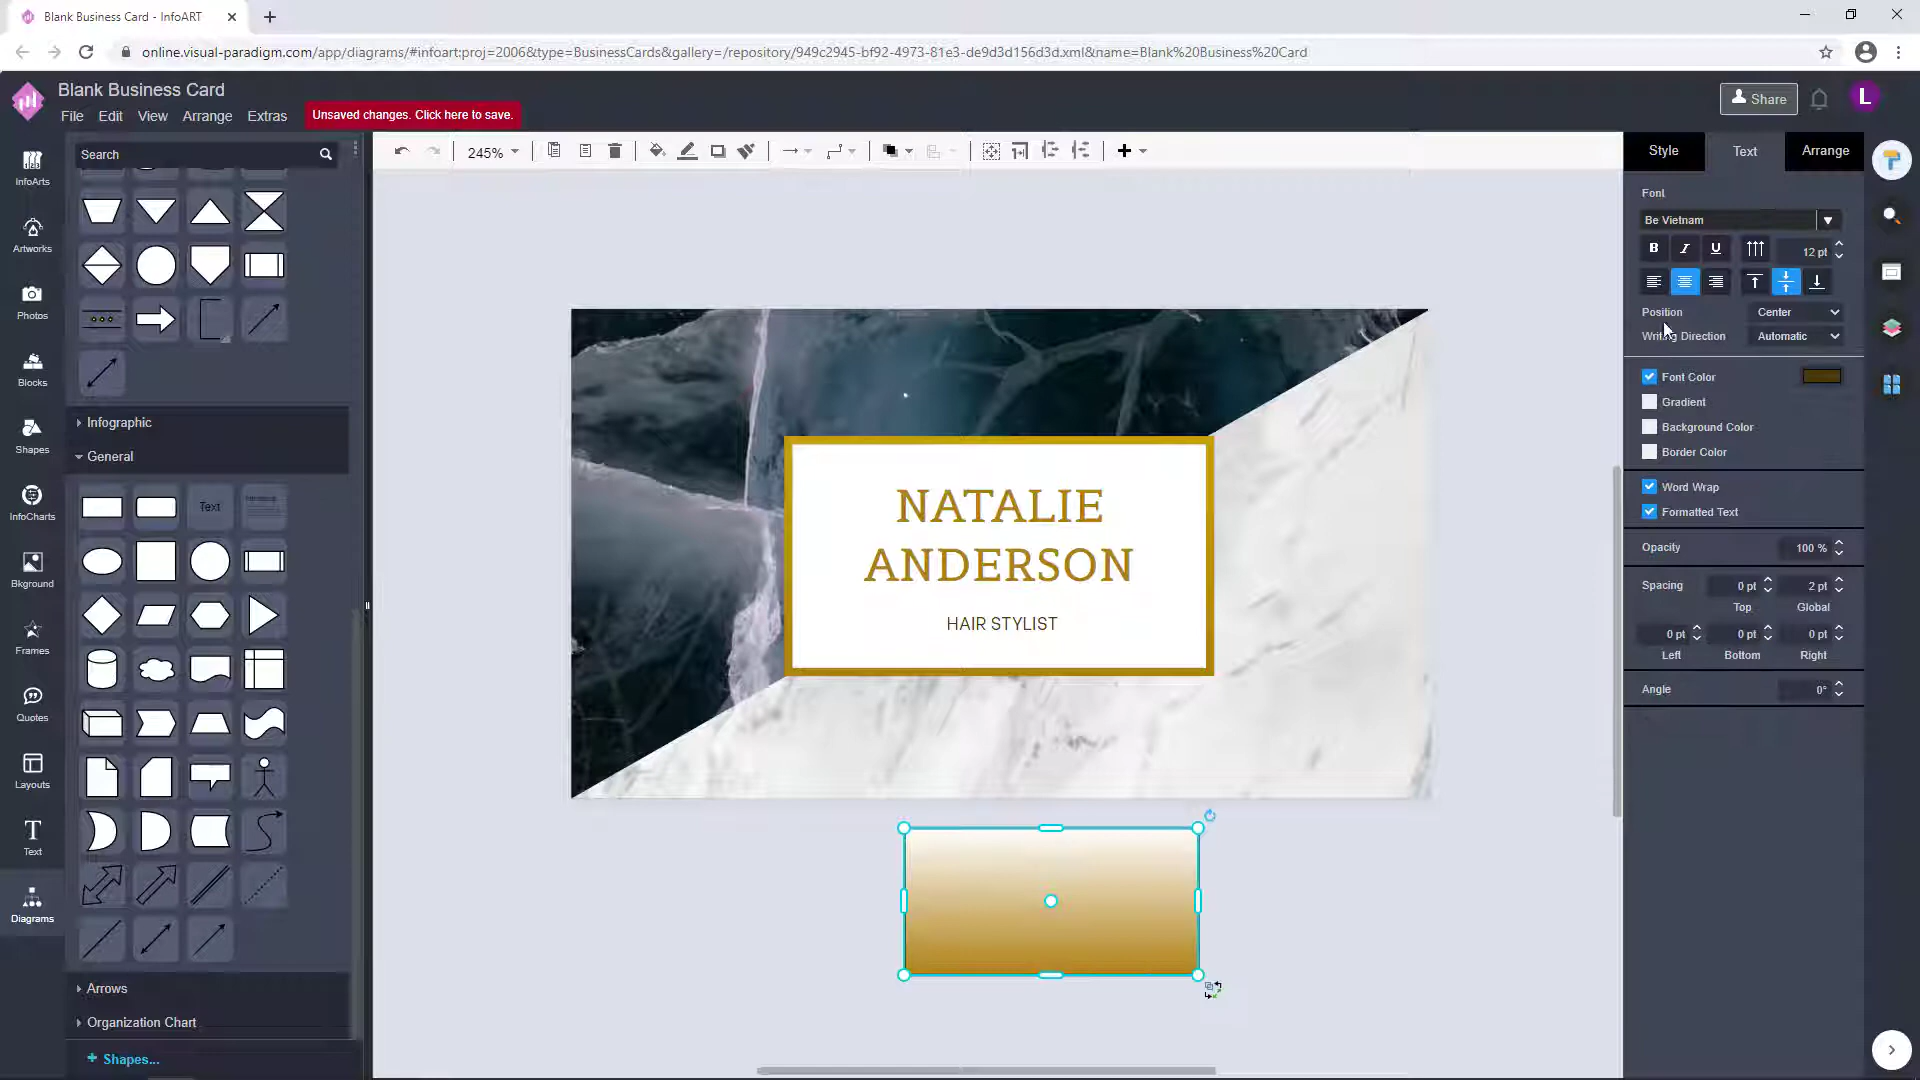 Blank Business Card - InfoART
online.visual-paradigm.com/app/diagrams/#infoart:proj=2006&type=BusinessCards&gallery=/repository/949c2945-bf92-4973-81e3-de9d3d156d3d.xml&name=Blank%20Business%20Card
Blank Business Card
File Edit View Arrange Extras
Unsaved changes. Click here to save.
Share
L
Search
245%
Style Text Arrange
InfoArts
Artworks
Photos
Blocks
Shapes
InfoCharts
Bkground
Frames
Quotes
Layouts
T
Text
Diagrams
Infographic
General
Text
Arrows
Organization Chart
+ Shapes...
NATALIE
ANDERSON
HAIR STYLIST
Font
Be Vietnam
B I U 12 pt
Position Center
Writing Direction Automatic
Font Color
Gradient
Background Color
Border Color
Word Wrap
Formatted Text
Opacity 100 %
Spacing 0 pt 2 pt
Top Global
0 pt 0 pt 0 pt
Left Bottom Right
Angle 0°